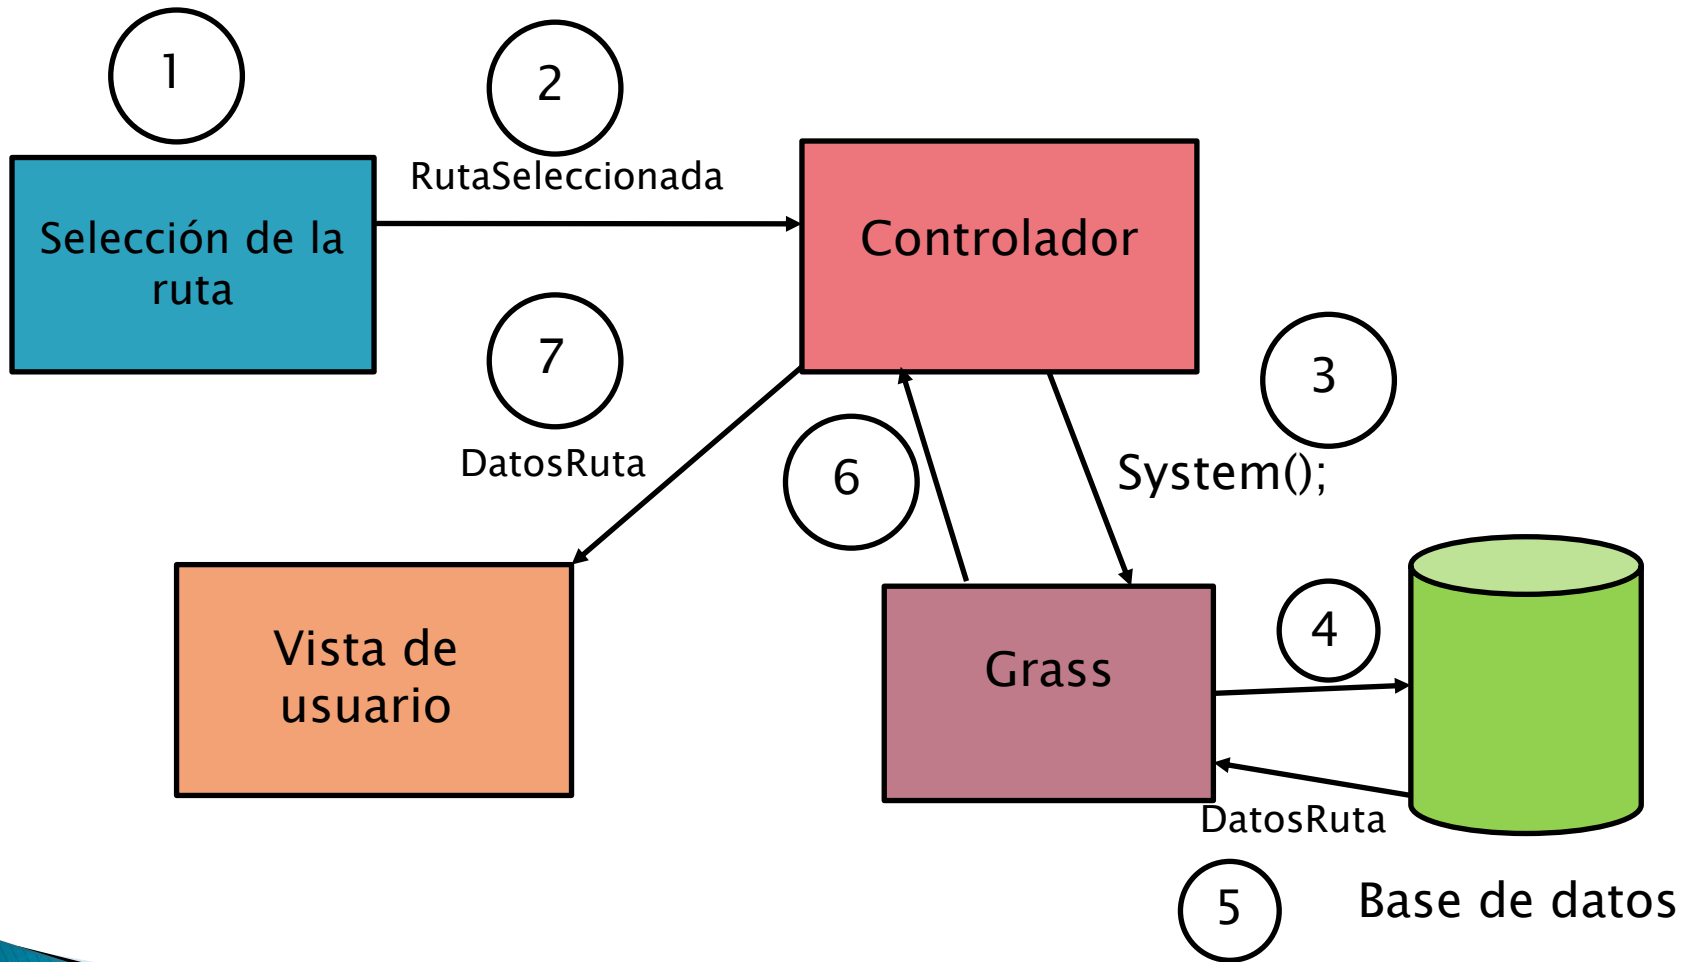 1
2
RutaSeleccionada
Selección de la
ruta
Controlador
7
3
DatosRuta
6
System();
Vista de
usuario
Grass
4
DatosRuta
5
Base de datos